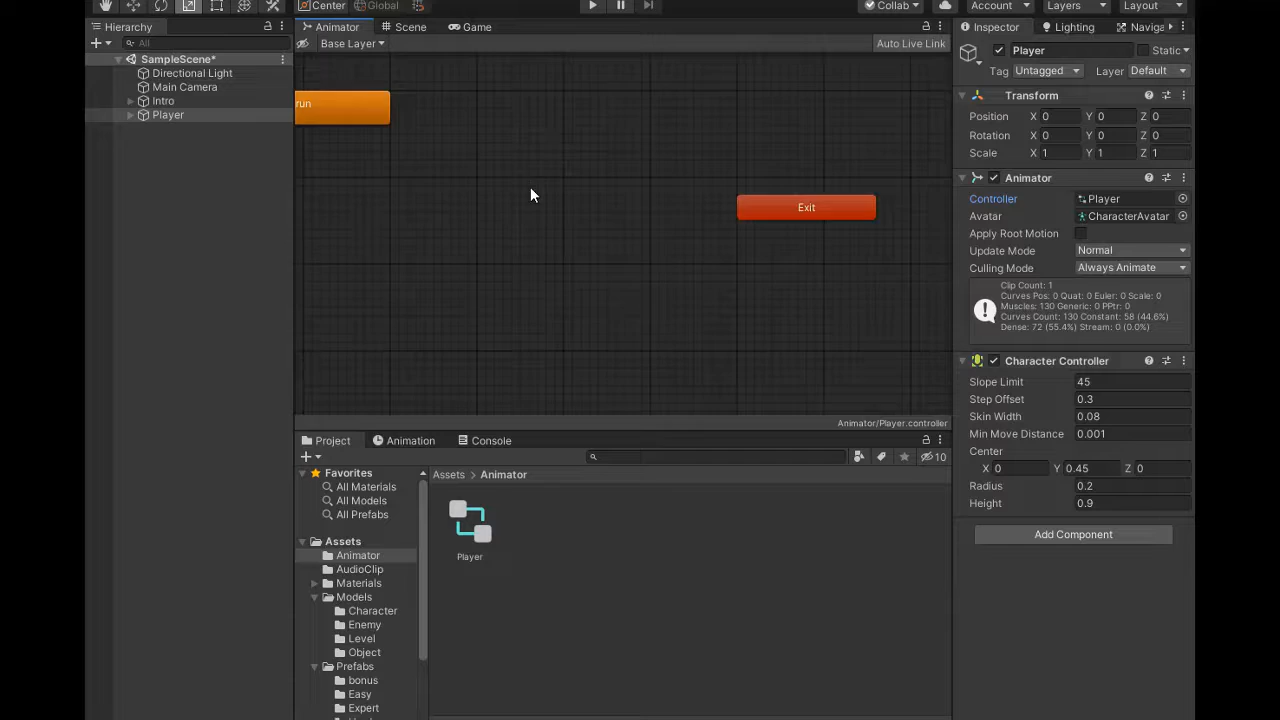 Center
Global
Collab
Account
Layers
Layout
Hierarchy
All
SampleScene*
Directional Light
Main Camera
Intro
Player
Animator
Scene
Game
Base Layer
Auto Live Link
run
Exit
Animator/Player.controller
Project
Animation
Console
10
Favorites
All Materials
All Models
All Prefabs
Assets
Animator
AudioClip
Materials
Models
Character
Enemy
Level
Object
Prefabs
bonus
Easy
Expert
Assets > Animator
Player
Inspector
Lighting
Naviga
Player
Static
Tag Untagged
Layer Default
Transform
Position X 0 Y 0 Z 0
Rotation X 0 Y 0 Z 0
Scale X 1 Y 1 Z 1
Animator
Controller Player
Avatar CharacterAvatar
Apply Root Motion
Update Mode Normal
Culling Mode Always Animate
Clip Count: 1
Curves Pos: 0 Quat: 0 Euler: 0 Scale: 0
Muscles: 130 Generic: 0 PPtr: 0
Curves Count: 130 Constant: 58 (44.6%)
Dense: 72 (55.4%) Stream: 0 (0.0%)
Character Controller
Slope Limit 45
Step Offset 0.3
Skin Width 0.08
Min Move Distance 0.001
Center
X 0 Y 0.45 Z 0
Radius 0.2
Height 0.9
Add Component